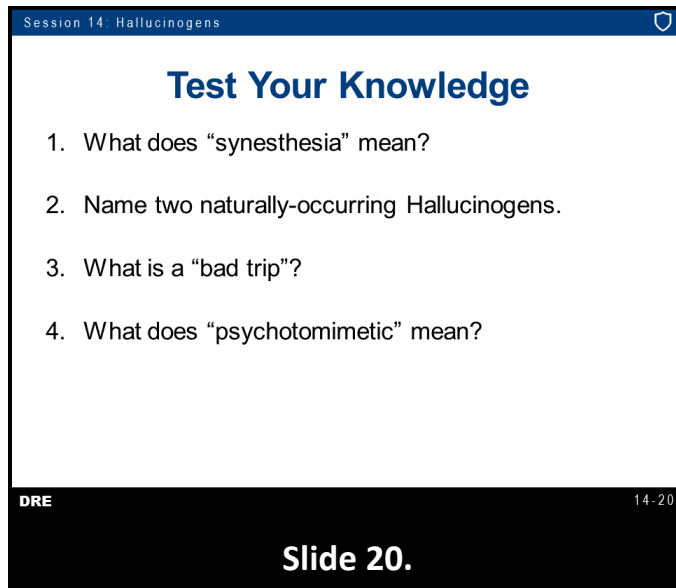 Session 14: Hallucinogens
Test Your Knowledge
1. What does “synesthesia” mean?
2. Name two naturally-occurring Hallucinogens.
3. What is a “bad trip”?
4. What does “psychotomimetic” mean?
DRE
14-20
Slide 20.